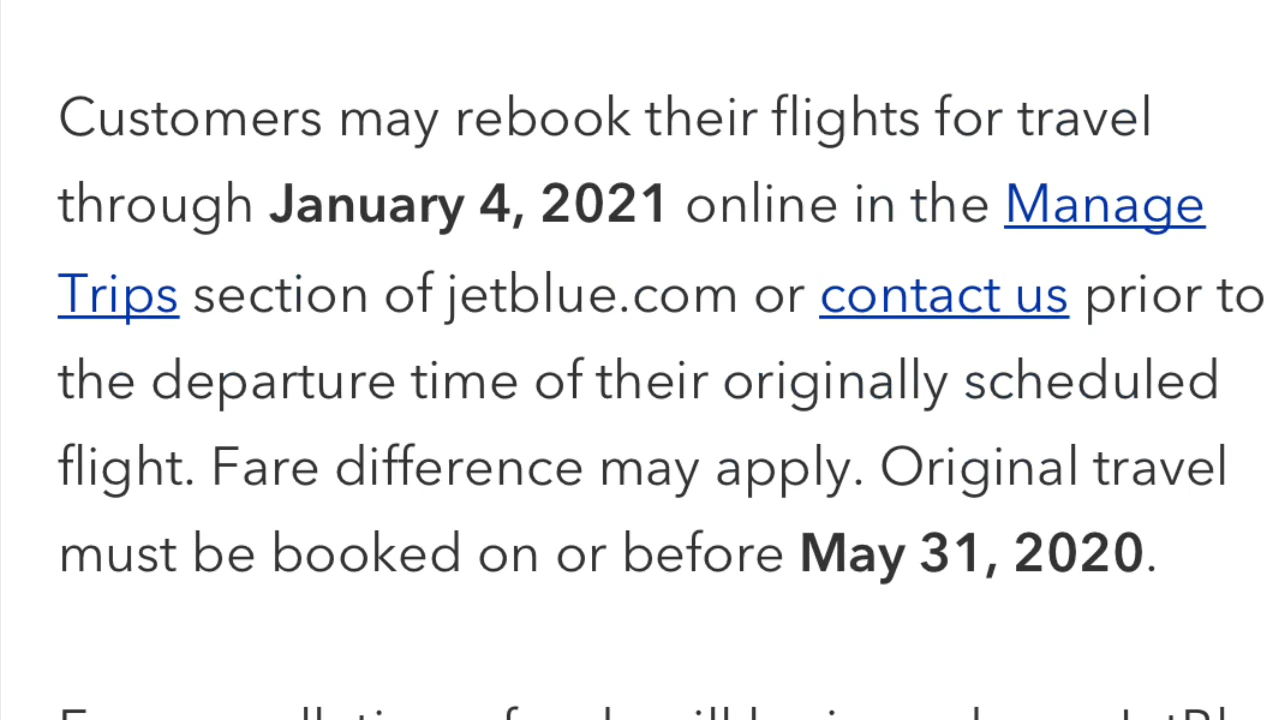 Customers may rebook their flights for travel
through January 4, 2021 online in the Manage
Trips section of jetblue.com or contact us prior to
the departure time of their originally scheduled
flight. Fare difference may apply. Original travel
must be booked on or before May 31, 2020.